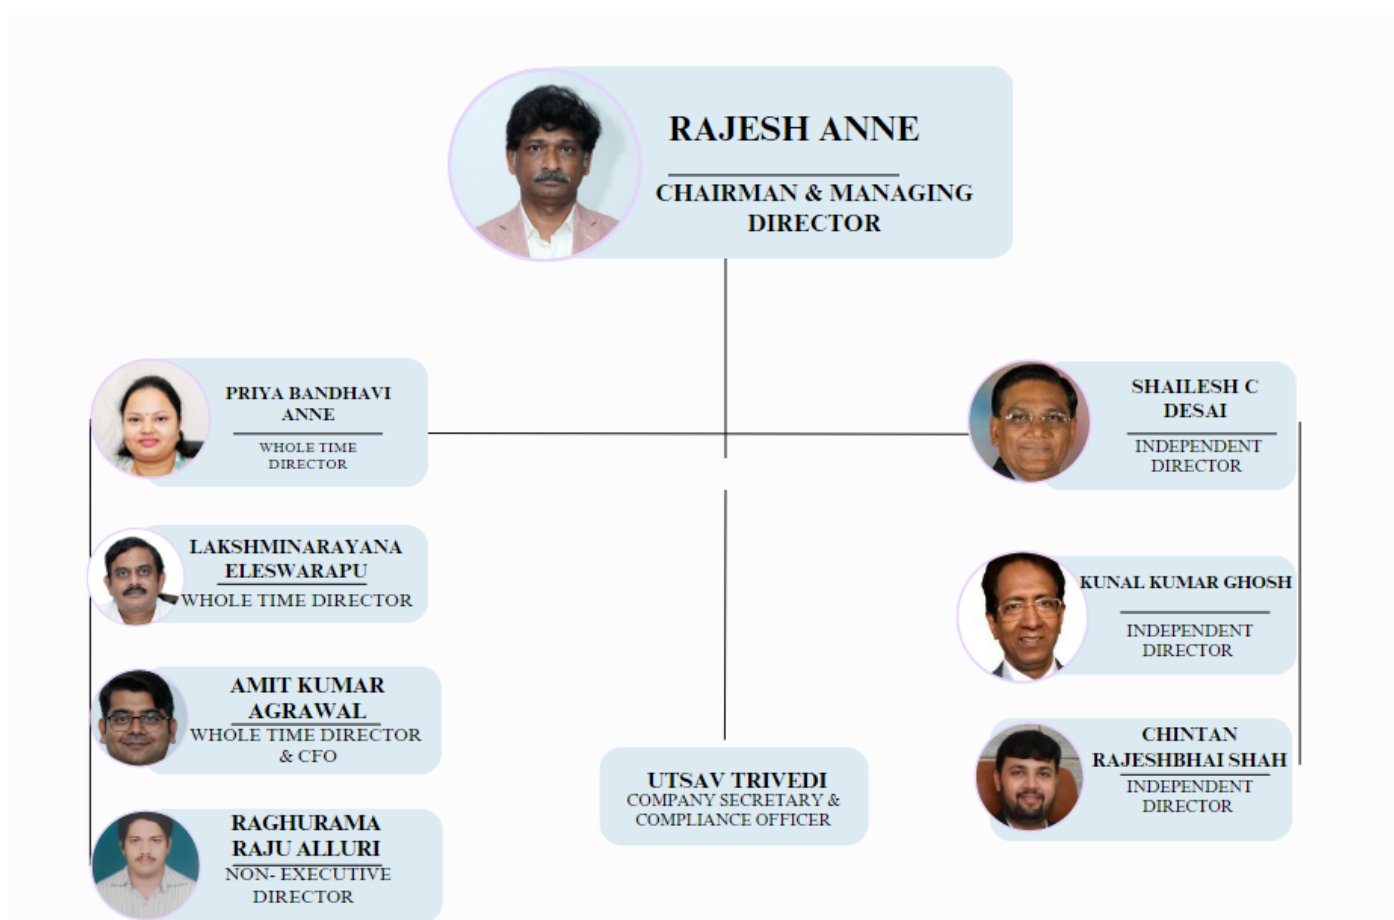 RAJESH ANNE
CHAIRMAN & MANAGING
DIRECTOR
PRIYA BANDHAVI
ANNE
WHOLE TIME
DIRECTOR
LAKSHMINARAYANA
ELESWARAPU
WHOLE TIME DIRECTOR
AMIT KUMAR
AGRAWAL
WHOLE TIME DIRECTOR
& CFO
RAGHURAMA
RAJU ALLURI
NON- EXECUTIVE
DIRECTOR
UTSAV TRIVEDI
COMPANY SECRETARY &
COMPLIANCE OFFICER
SHAILESH C
DESAI
INDEPENDENT
DIRECTOR
KUNAL KUMAR GHOSH
INDEPENDENT
DIRECTOR
CHINTAN
RAJESHBHAI SHAH
INDEPENDENT
DIRECTOR